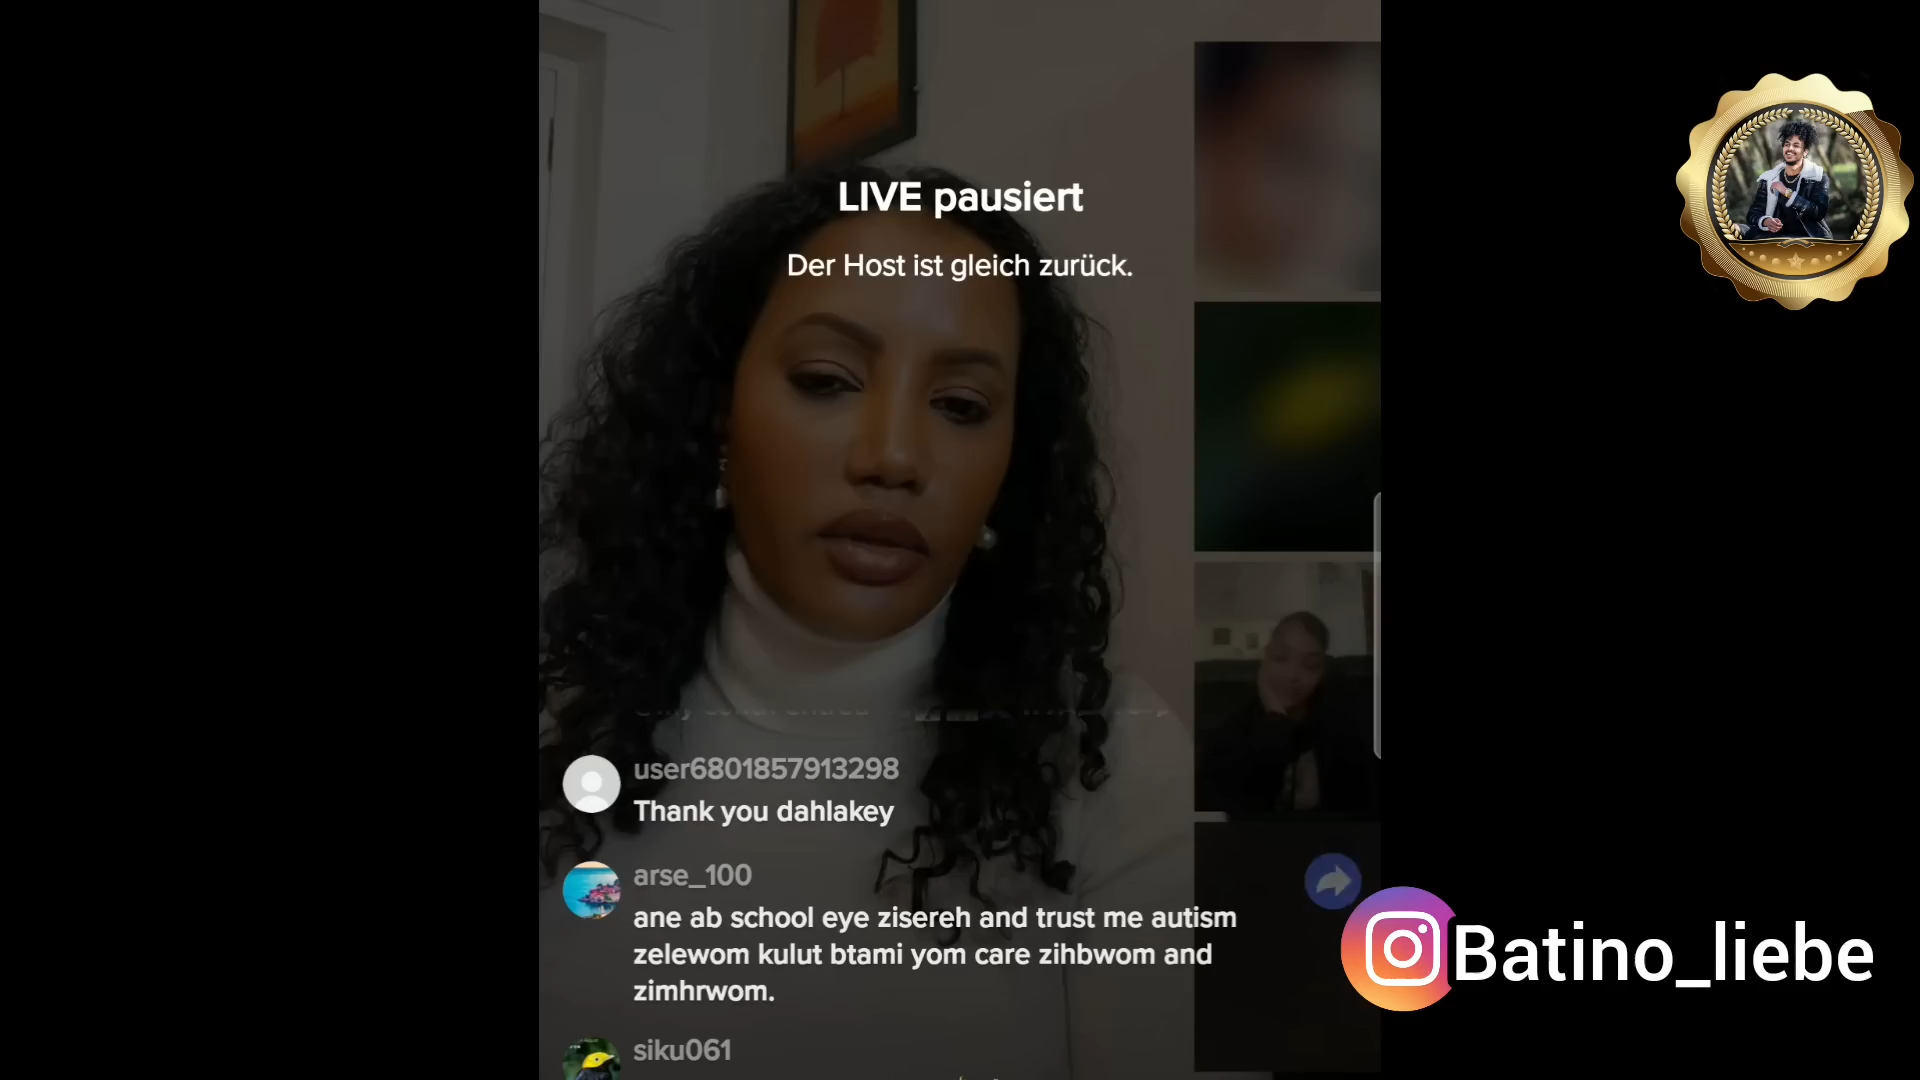 LIVE pausiert
Der Host ist gleich zurück.
user6801857913298
Thank you dahlakey
arse_100
ane ab school eye zisereh and trust me autism
zelewom kulut btami yom care zihbwom and
zimhrwom.
siku061
Batino_liebe